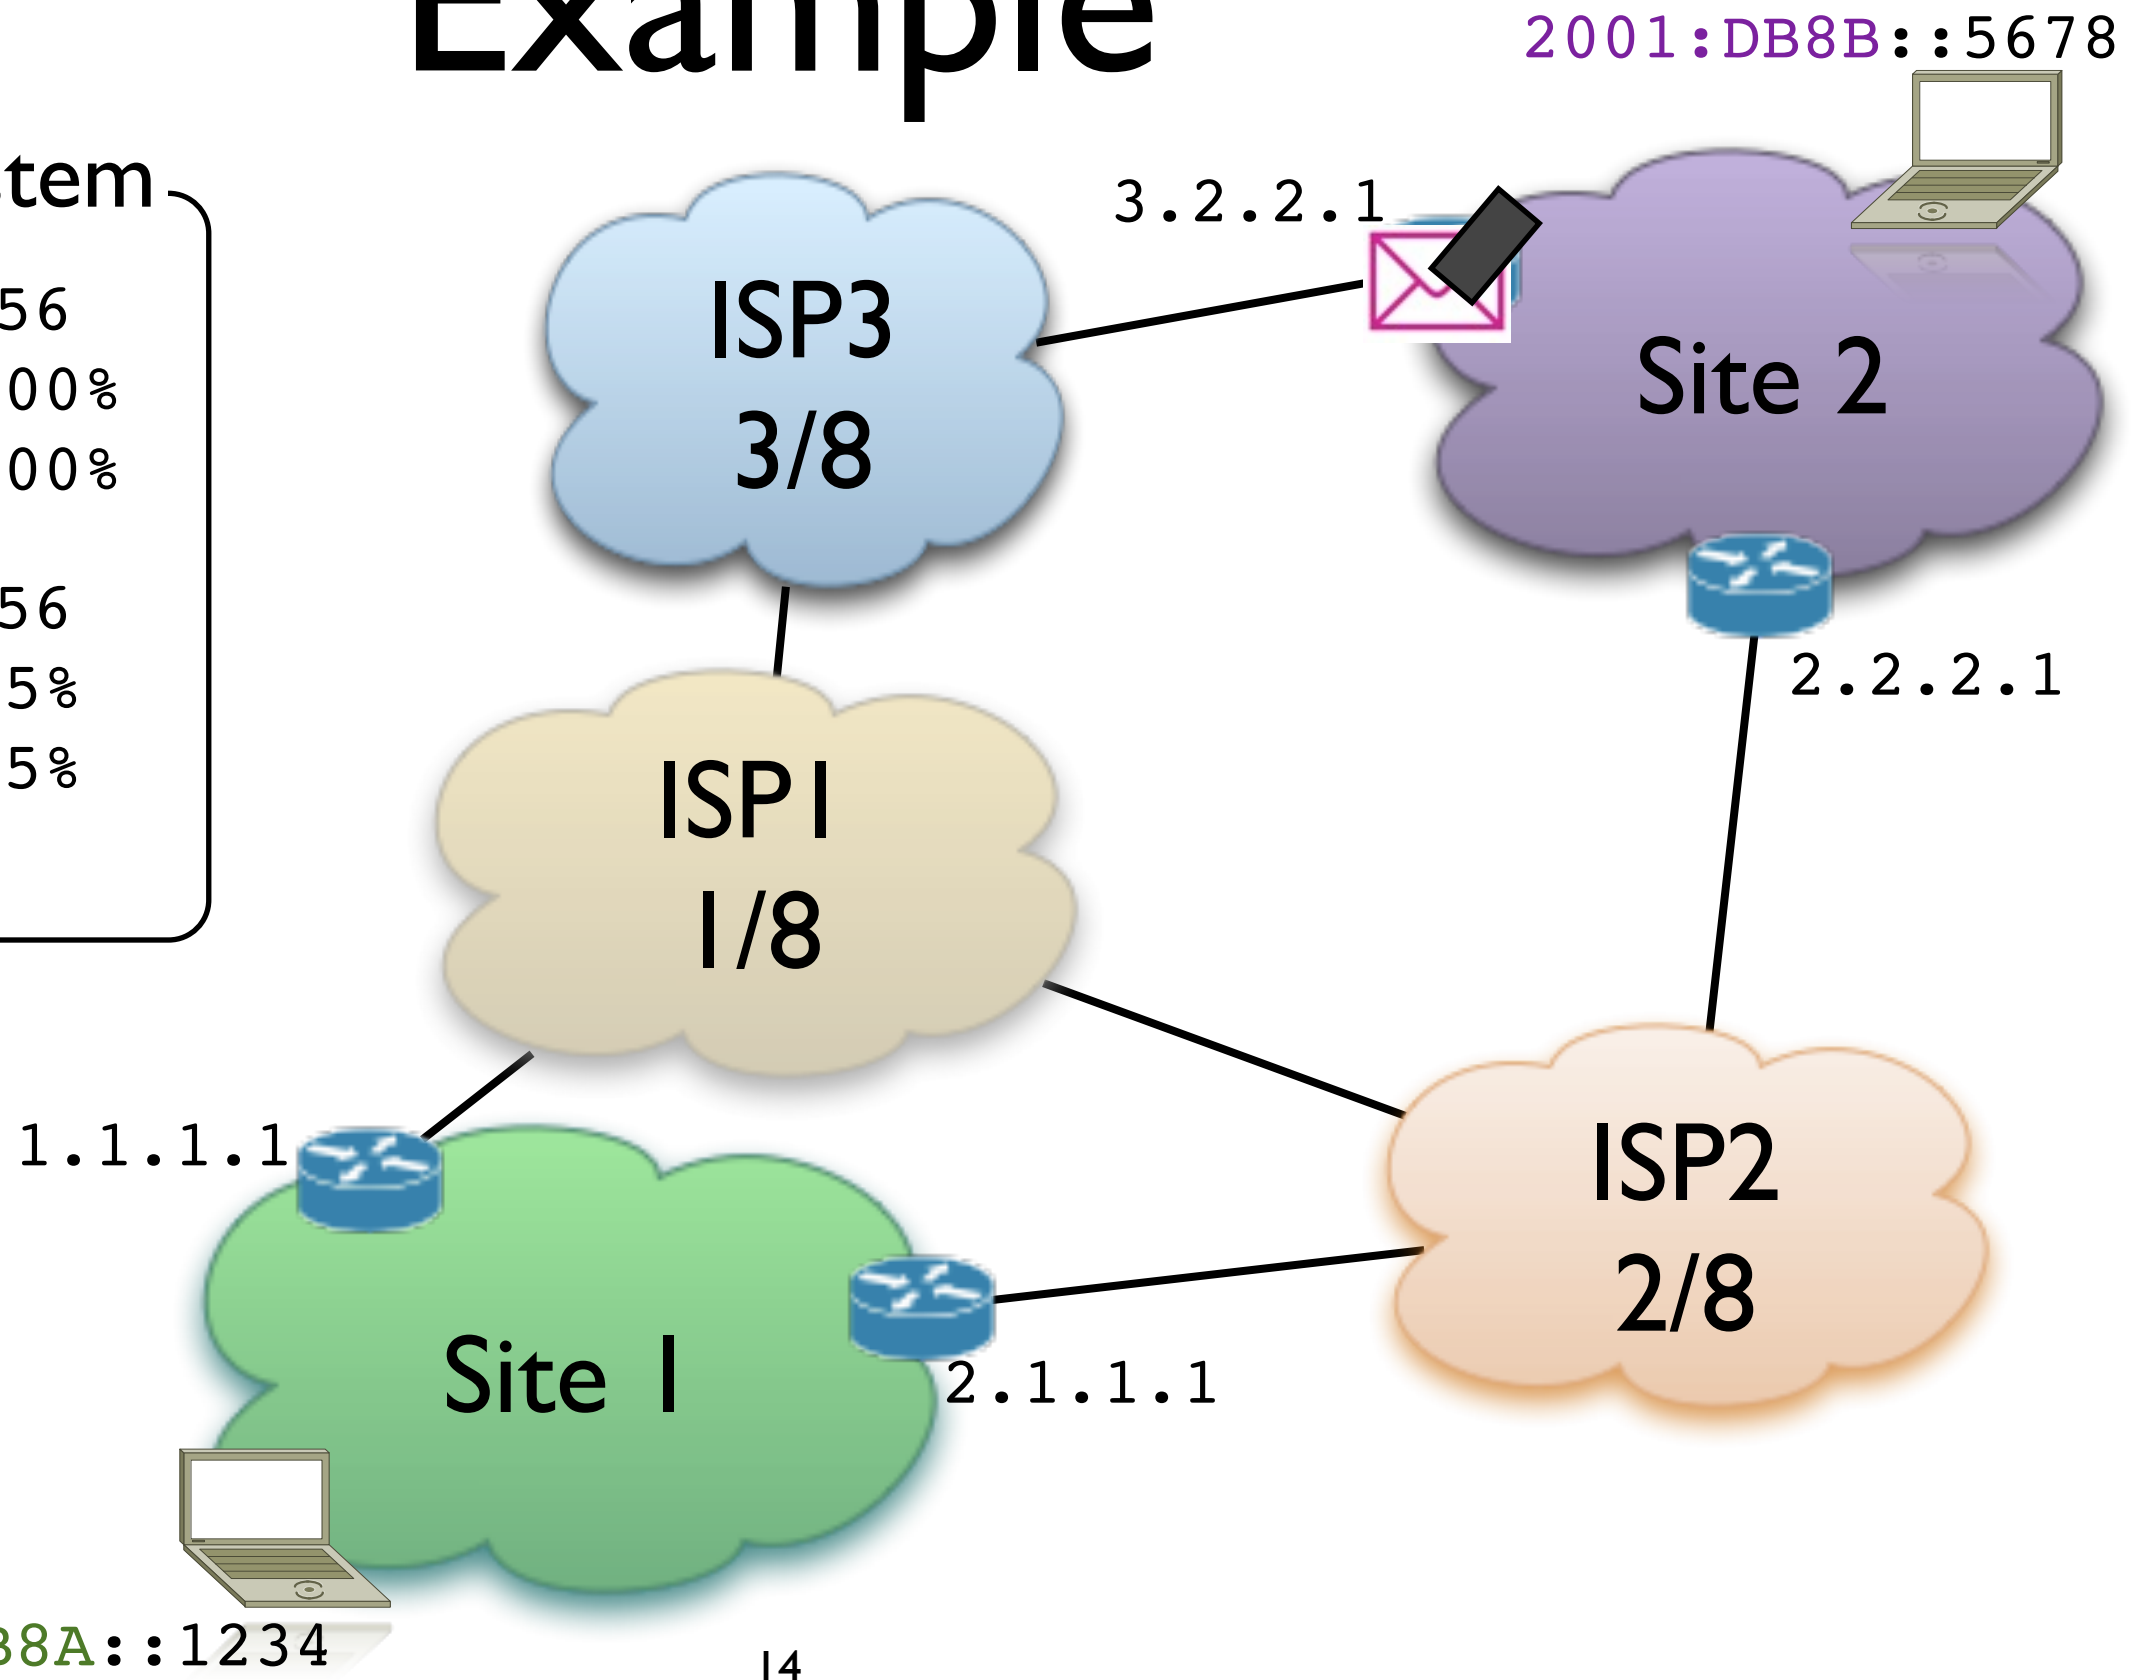 Example
2001:DB8B::5678
stem
3.2.2.1
56
00%
00%
ISP3
3/8
Site 2
56
5%
5%
2.2.2.1
ISP1
1/8
1.1.1.1
ISP2
2/8
Site 1
2.1.1.1
B8A::1234
14